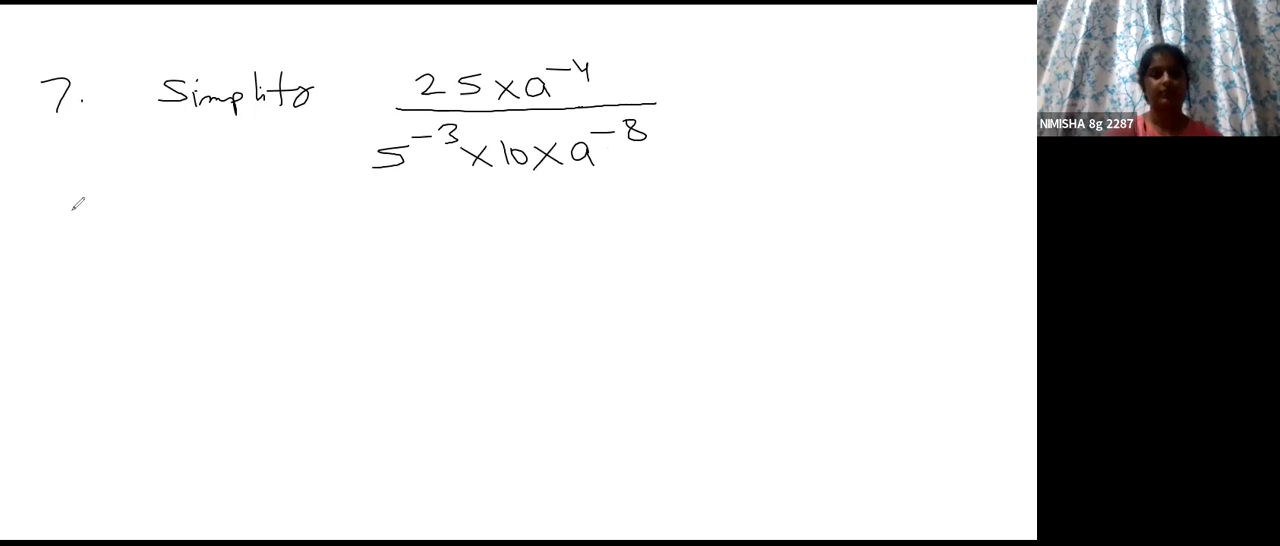 7. Simplify 25 × a⁻⁴
5⁻³ × 10 × a⁻⁸
NIMISHA 8g 2287